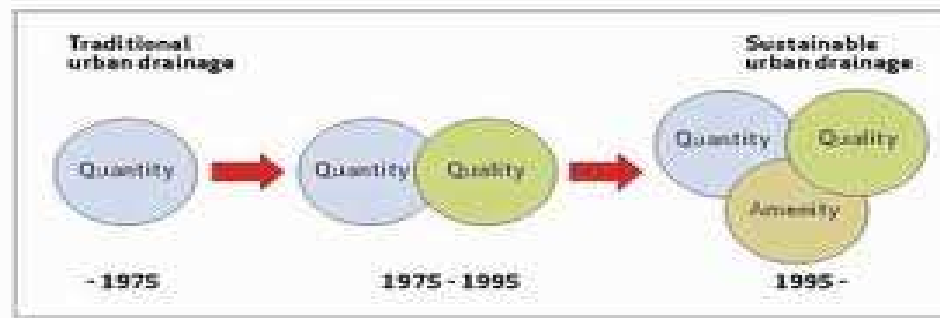 Traditional
urban drainage
Sustainable
urban drainage
Quantity
Quantity
Quality
Quantity
Quality
Amenity
- 1975
1975 - 1995
1995 -